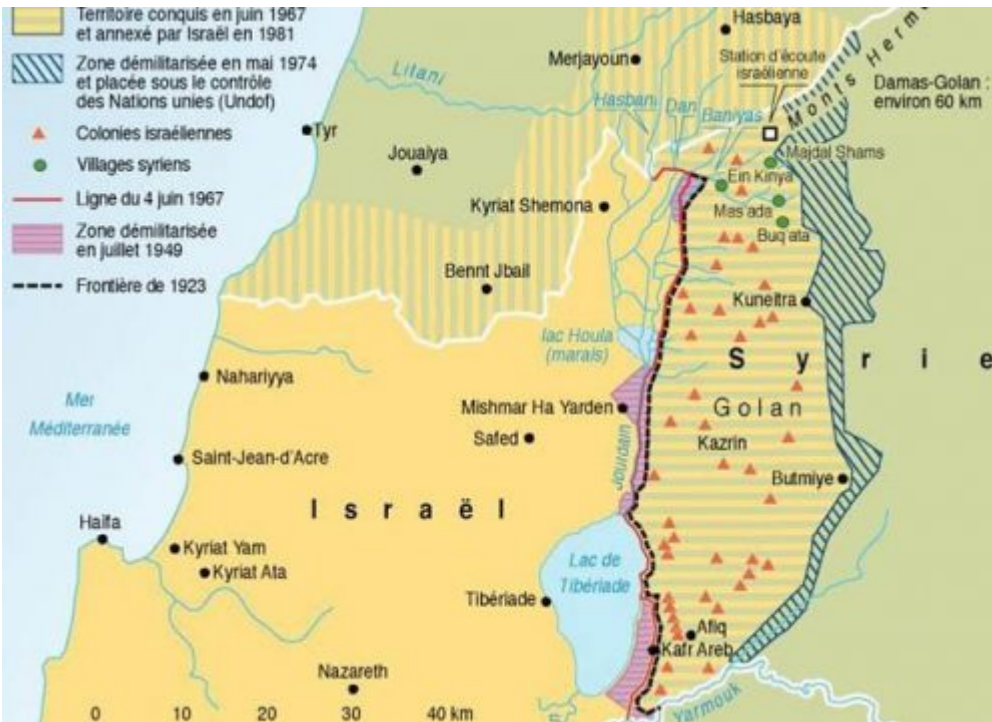 Territoire conquis en juin 1967
et annexé par Israël en 1981
Zone démilitarisée en mai 1974
et placée sous le contrôle
des Nations unies (Undof)
Colonies israéliennes
Villages syriens
Ligne du 4 juin 1967
Zone démilitarisée
en juillet 1949
Frontière de 1923
Hasbaya
Merjayoun
Station d'écoute
israélienne
Monts Herm
Damas-Golan :
environ 60 km
Litani
Hasbani
Dan
Baniyas
Tyr
Jouaiya
Majdal Shams
Ein Kinya
Kyriat Shemona
Mas'ada
Buq'ata
Bennt Jbail
Kuneitra
lac Houla
(marais)
Syrie
Nahariyya
Mer
Méditerranée
Mishmar Ha Yarden
Golan
Safed
Kazrin
Saint-Jean-d'Acre
Jourdain
Butmiye
Israël
Haïfa
Kyriat Yam
Kyriat Ata
Lac de
Tibériade
Tibériade
Afiq
Kafr Areb
Nazareth
Yarmouk
0 10 20 30 40 km